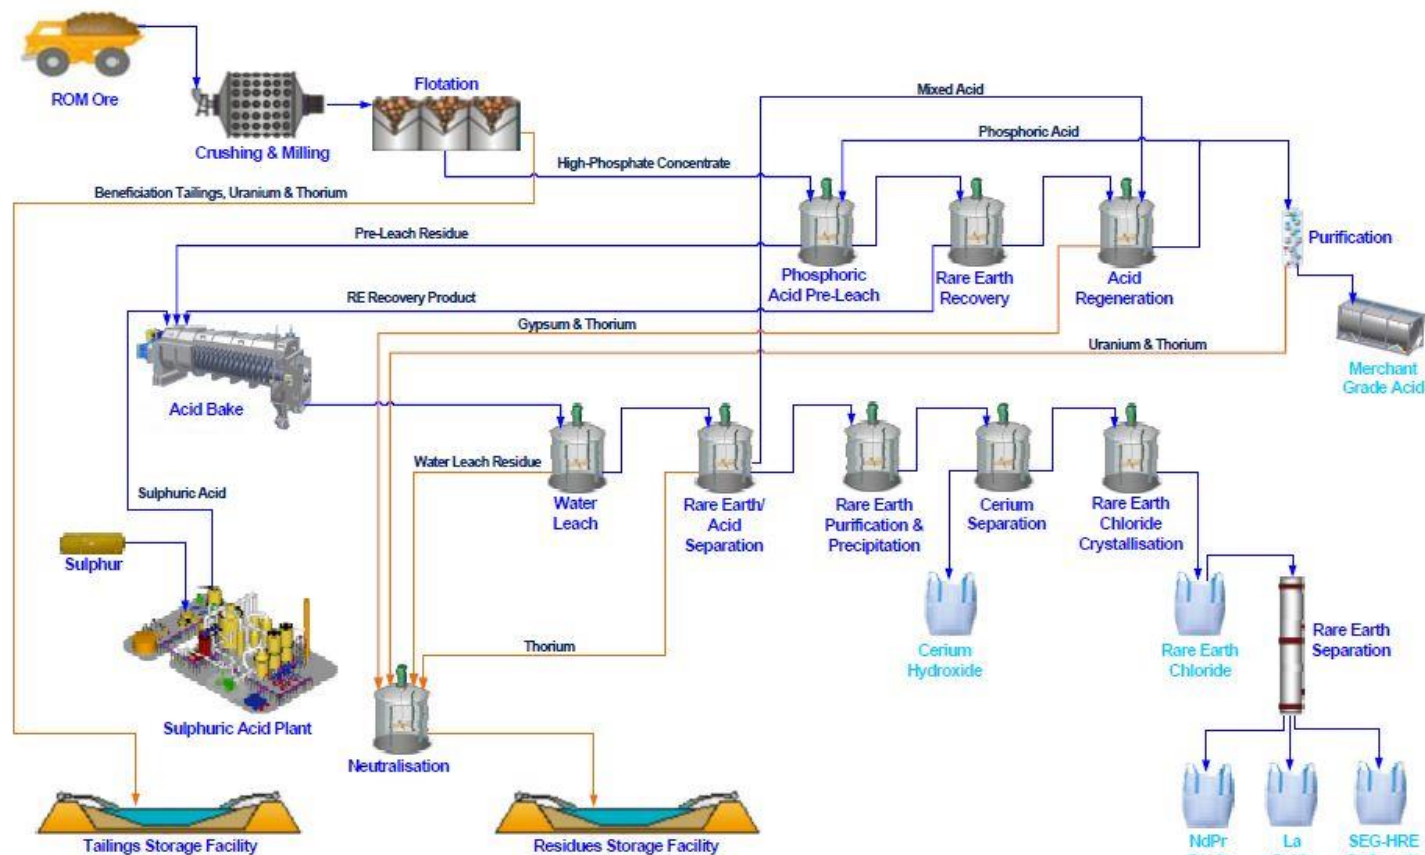 ROM Ore
Crushing & Milling
Flotation
Mixed Acid
Phosphoric Acid
High-Phosphate Concentrate
Beneficiation Tailings, Uranium & Thorium
Pre-Leach Residue
Phosphoric
Acid Pre-Leach
Rare Earth
Recovery
Acid
Regeneration
Purification
RE Recovery Product
Gypsum & Thorium
Uranium & Thorium
Merchant
Grade Acid
Acid Bake
Water Leach Residue
Sulphuric Acid
Water
Leach
Rare Earth/
Acid
Separation
Rare Earth
Purification &
Precipitation
Cerium
Separation
Rare Earth
Chloride
Crystallisation
Sulphur
Thorium
Cerium
Hydroxide
Rare Earth
Chloride
Rare Earth
Separation
Sulphuric Acid Plant
Neutralisation
Tailings Storage Facility
Residues Storage Facility
NdPr
La
SEG-HRE